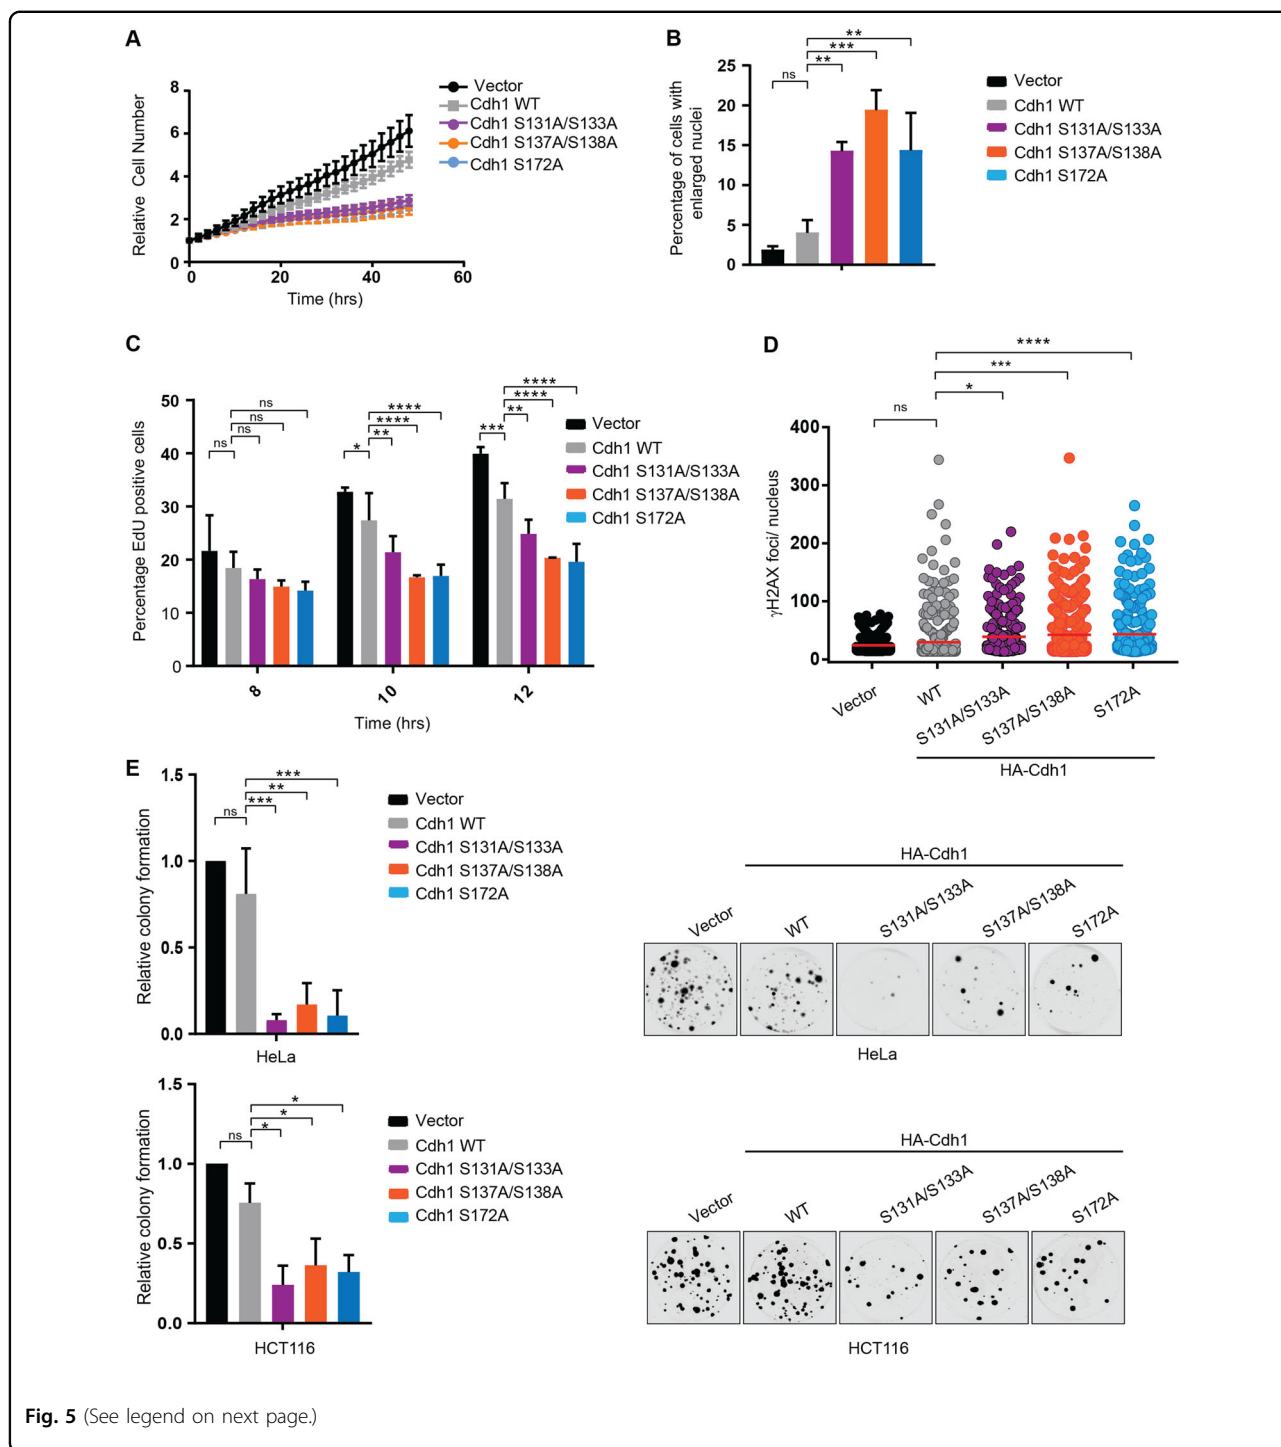 A
Relative Cell Number
8
6
4
2
0
0
20
40
60
Time (hrs)
Vector
Cdh1 WT
Cdh1 S131A/S133A
Cdh1 S137A/S138A
Cdh1 S172A
B
Percentage of cells with
enlarged nuclei
25
20
15
10
5
0
ns
**
***
**
Vector
Cdh1 WT
Cdh1 S131A/S133A
Cdh1 S137A/S138A
Cdh1 S172A
C
Percentage EdU positive cells
50
40
30
20
10
0
ns
ns
ns
ns
*
**
****
****
***
**
****
****
8
10
12
Time (hrs)
Vector
Cdh1 WT
Cdh1 S131A/S133A
Cdh1 S137A/S138A
Cdh1 S172A
D
γH2AX foci/ nucleus
400
300
200
100
0
ns
*
***
****
Vector
WT
S131A/S133A
S137A/S138A
S172A
HA-Cdh1
E
Relative colony formation
1.5
1.0
0.5
0.0
ns
***
**
***
HeLa
Vector
Cdh1 WT
Cdh1 S131A/S133A
Cdh1 S137A/S138A
Cdh1 S172A
HA-Cdh1
Vector
WT
S131A/S133A
S137A/S138A
S172A
HeLa
Relative colony formation
1.5
1.0
0.5
0.0
ns
*
*
*
HCT116
Vector
Cdh1 WT
Cdh1 S131A/S133A
Cdh1 S137A/S138A
Cdh1 S172A
HA-Cdh1
Vector
WT
S131A/S133A
S137A/S138A
S172A
HCT116
Fig. 5 (See legend on next page.)